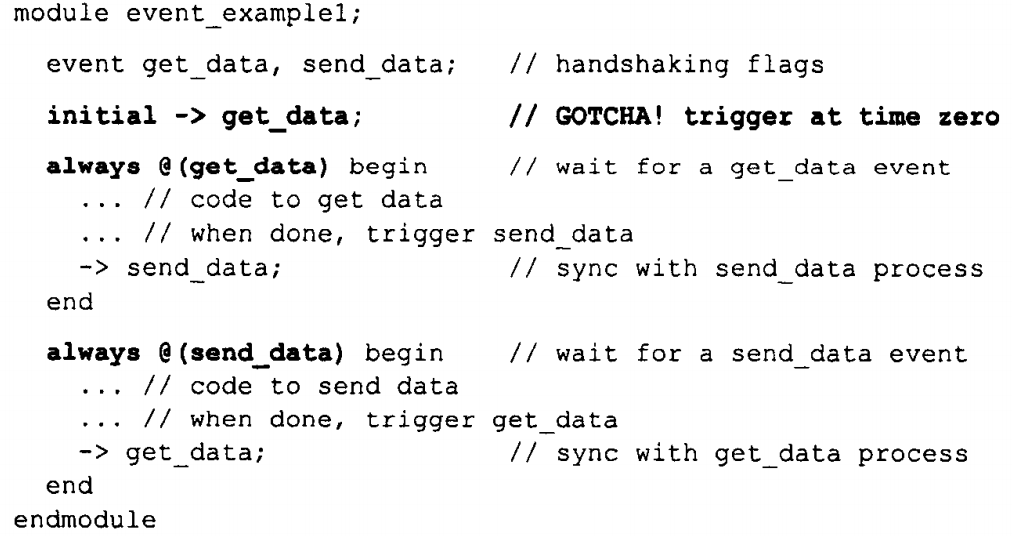 module event_example1;
event get_data, send_data; // handshaking flags
initial -> get_data; // GOTCHA! trigger at time zero
always @(get_data) begin // wait for a get_data event
... // code to get data
... // when done, trigger send_data
-> send_data; // sync with send_data process
end
always @(send_data) begin // wait for a send_data event
... // code to send data
... // when done, trigger get_data
-> get_data; // sync with get_data process
end
endmodule